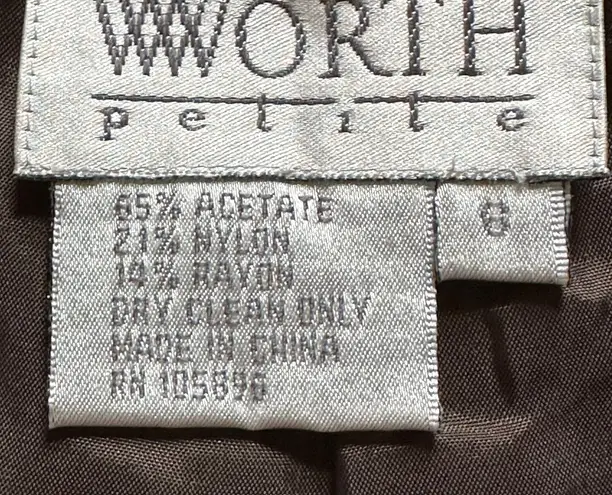 WORTH
petite
65% ACETATE
21% NYLON
14% RAYON
DRY CLEAN ONLY
MADE IN CHINA
RN 105896
8